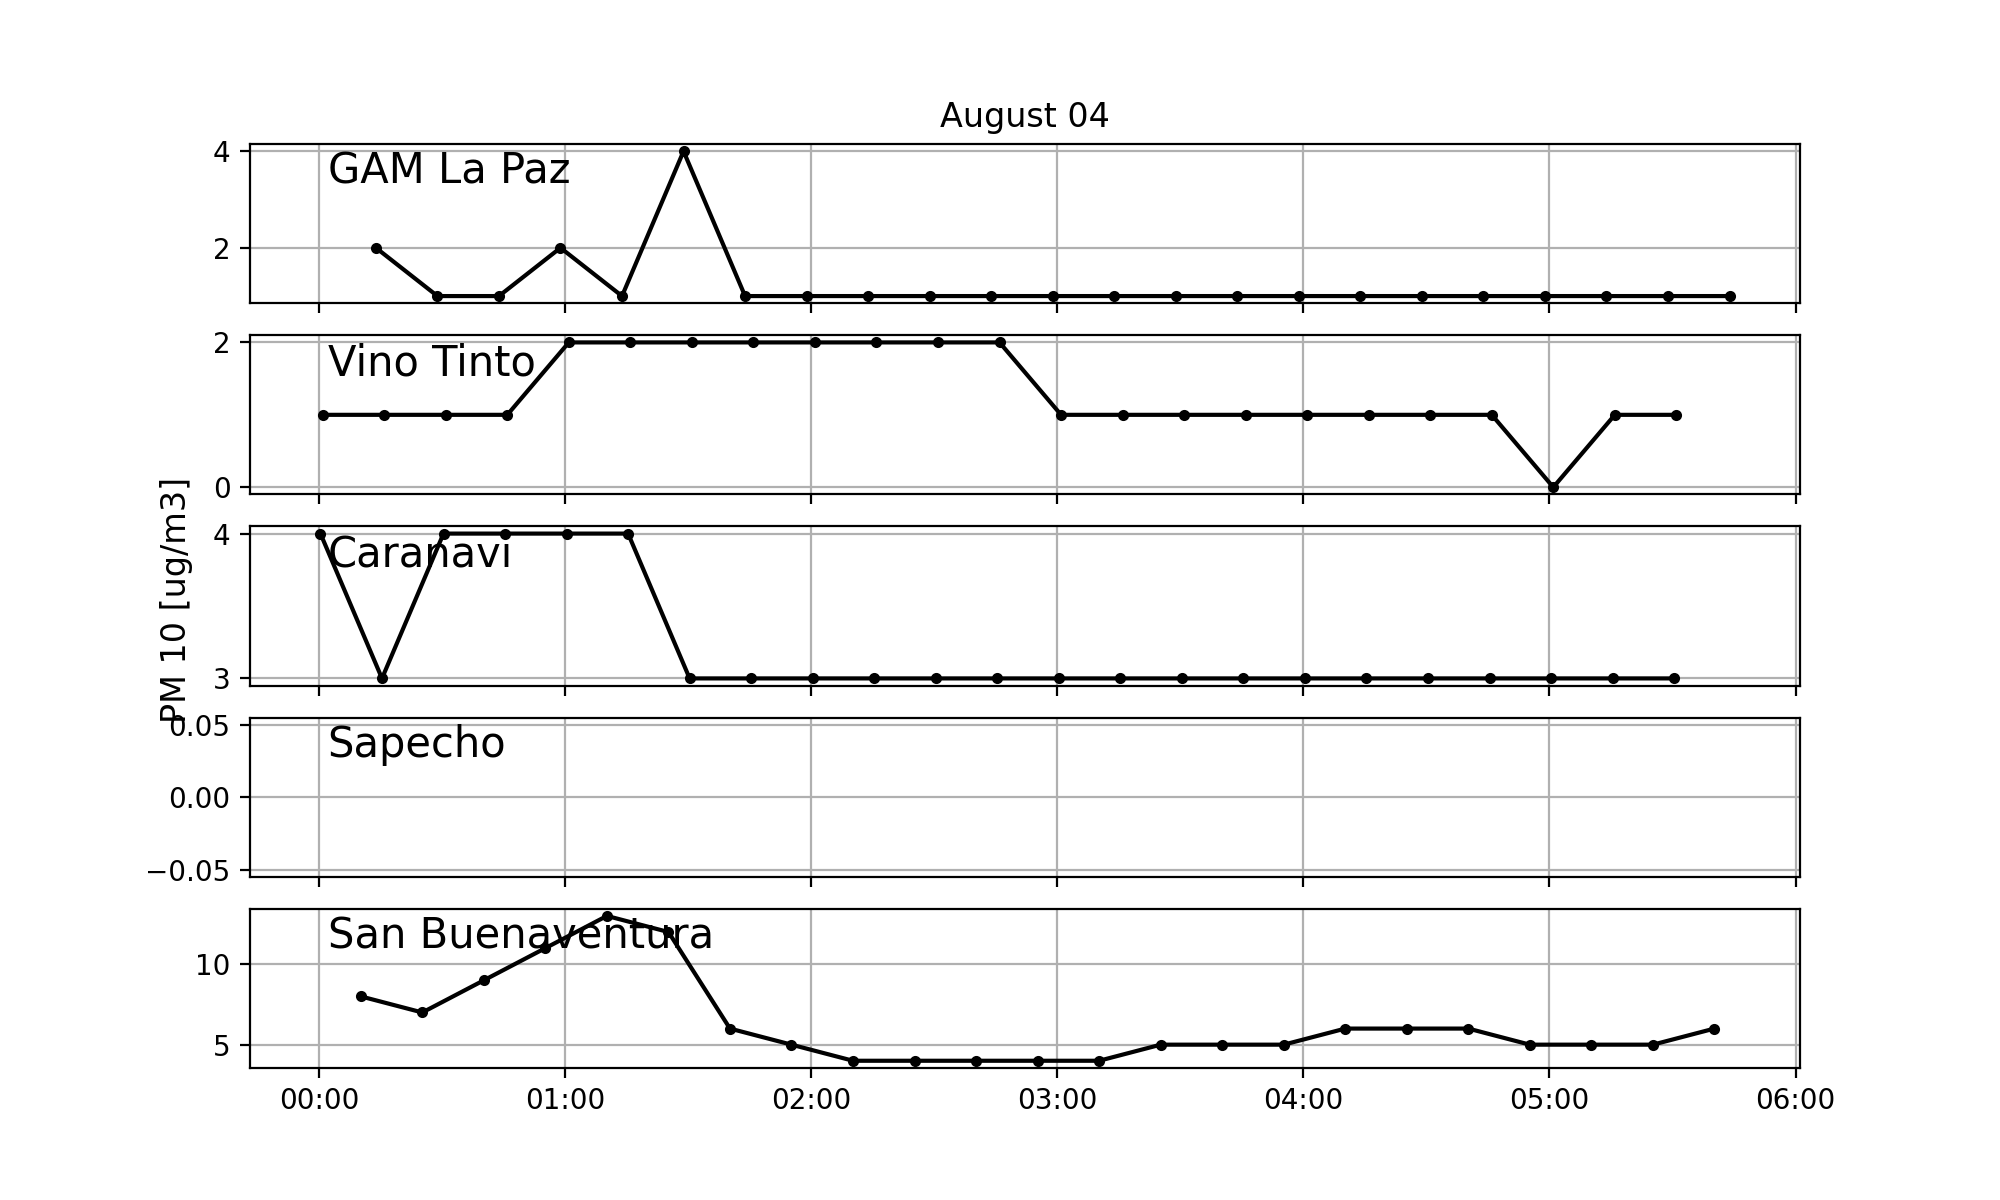 August 04
PM 10 [ug/m3]
4
2
GAM La Paz
2
0
Vino Tinto
4
3
Caranavi
0.05
0.00
−0.05
Sapecho
10
5
San Buenaventura
00:00 01:00 02:00 03:00 04:00 05:00 06:00